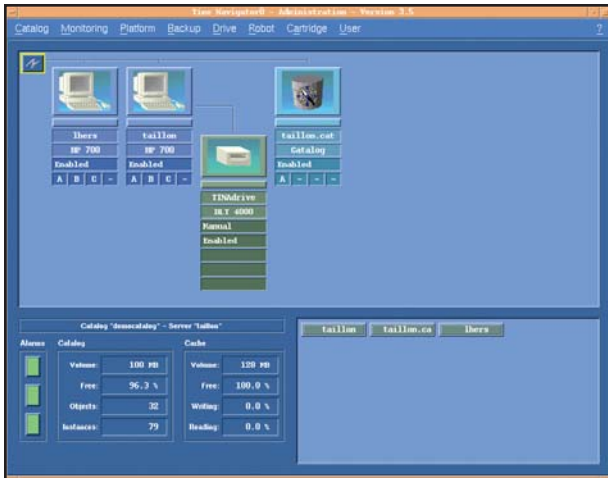 Time Navigator® - Administration - Version 3.5
Catalog Monitoring Platform Backup Drive Robot Cartridge User ?
lhers taillon taillon.cat
HP 700 HP 700 Catalog
Enabled Enabled Enabled
A B C - A B C - A - - -
TINAdrive
DLT 4000
Manual
Enabled
Catalog "democatalog" - Server "taillon"
Alarms Catalog Cache
Volume: 100 MB Volume: 128 MB
Free: 96.3 % Free: 100.0 %
Objects: 32 Writing: 0.0 %
Instances: 79 Reading: 0.0 %
taillon taillon.ca lhers